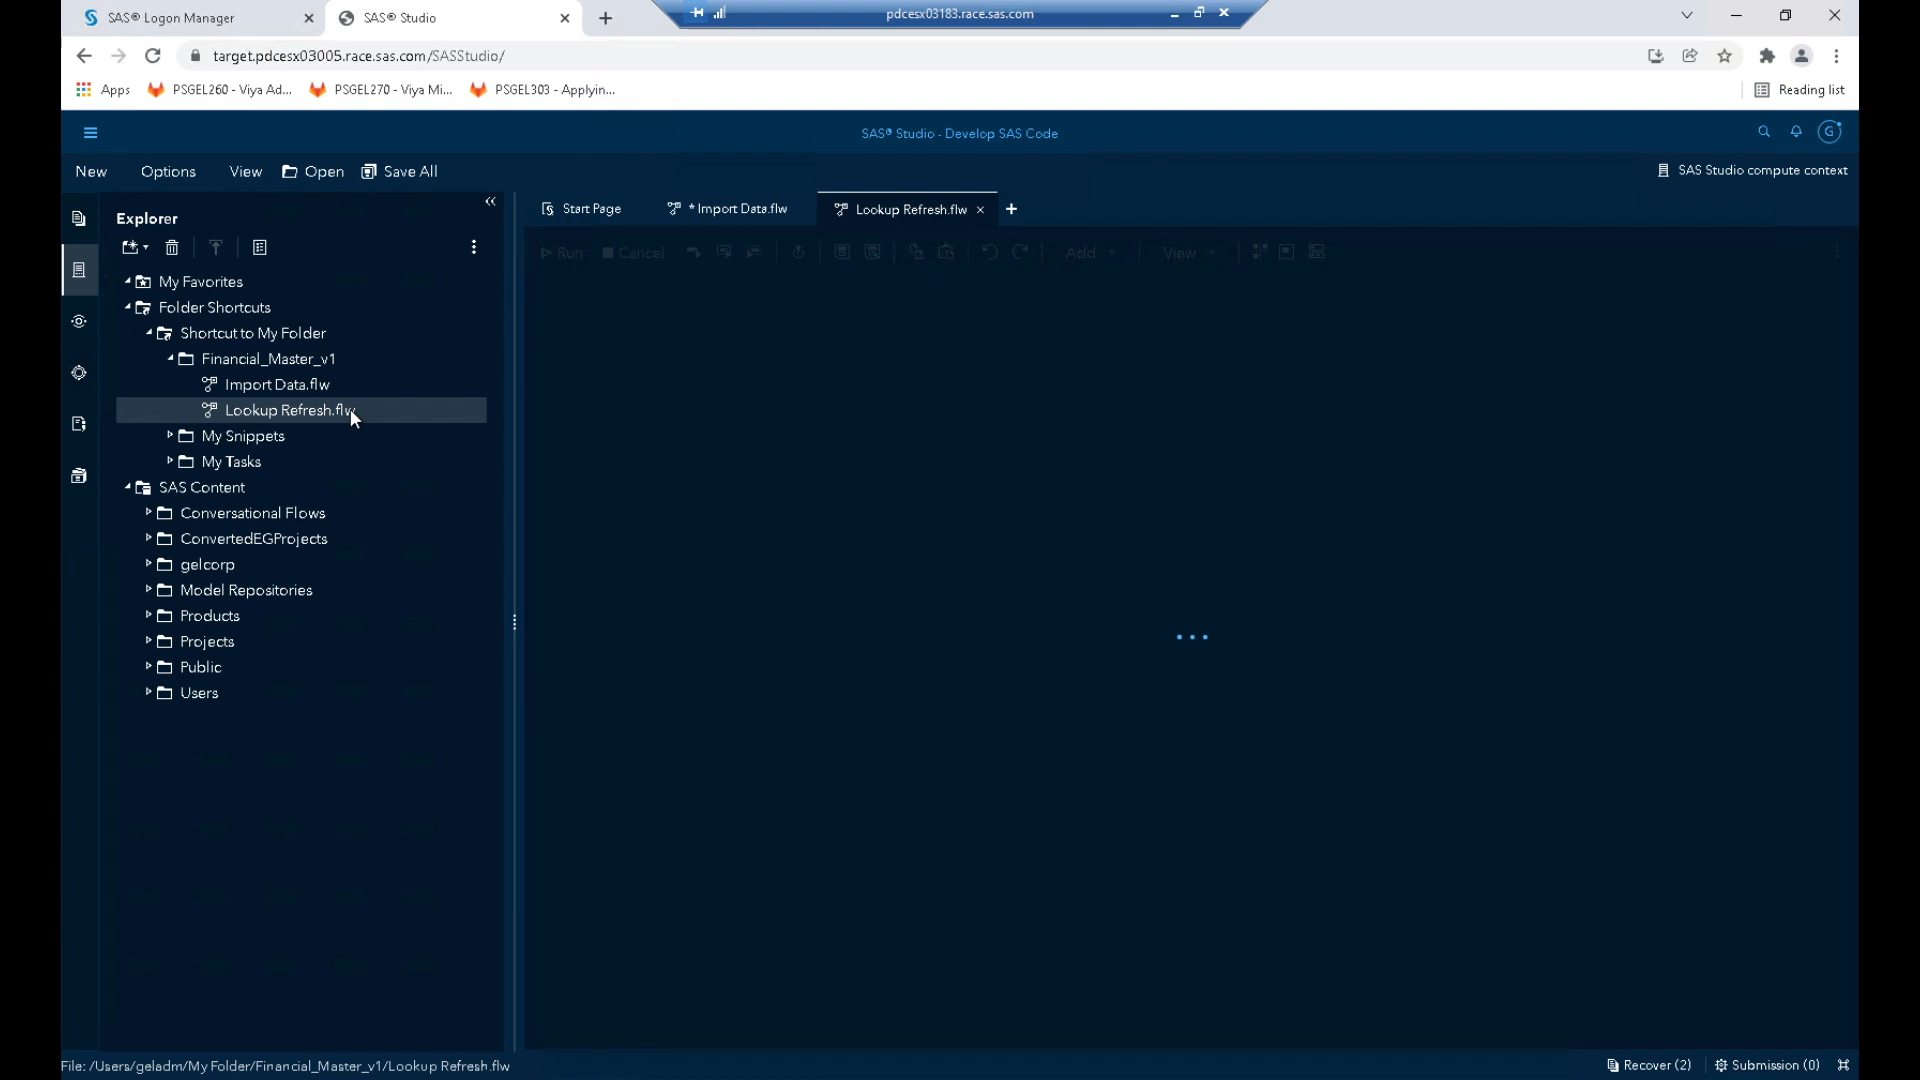 SAS® Logon Manager
SAS® Studio
pdcesx03183.race.sas.com
target.pdcesx03005.race.sas.com/SASStudio/
Apps
PSGEL260 - Viya Ad...
PSGEL270 - Viya Mi...
PSGEL303 - Applyin...
Reading list
SAS® Studio - Develop SAS Code
G
New
Options
View
Open
Save All
SAS Studio compute context
Explorer
Start Page
* Import Data.flw
Lookup Refresh.flw
Run
Cancel
Add
View
My Favorites
Folder Shortcuts
Shortcut to My Folder
Financial_Master_v1
Import Data.flw
Lookup Refresh.flw
My Snippets
My Tasks
SAS Content
Conversational Flows
ConvertedEGProjects
gelcorp
Model Repositories
Products
Projects
Public
Users
File: /Users/geladm/My Folder/Financial_Master_v1/Lookup Refresh.flw
Recover (2)
Submission (0)